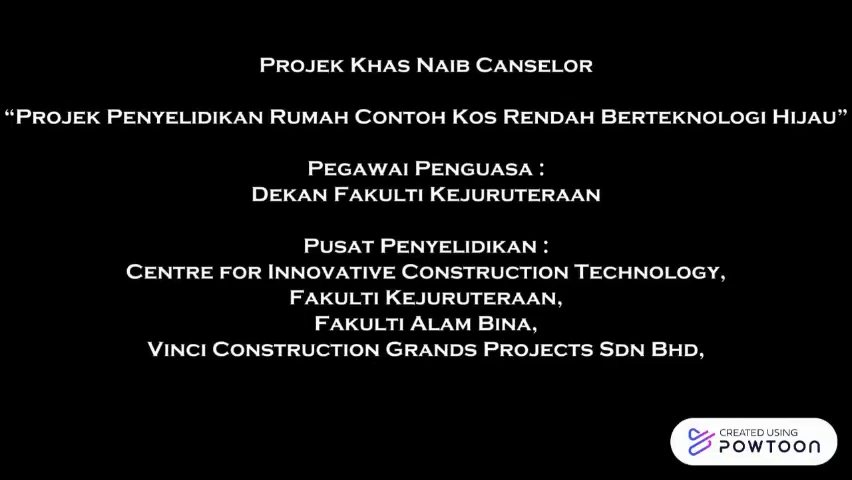 Projek Khas Naib Canselor
“Projek Penyelidikan Rumah Contoh Kos Rendah Berteknologi Hijau”
Pegawai Penguasa :
Dekan Fakulti Kejuruteraan
Pusat Penyelidikan :
Centre for Innovative Construction Technology,
Fakulti Kejuruteraan,
Fakulti Alam Bina,
Vinci Construction Grands Projects Sdn Bhd,
CREATED USING
POWTOON